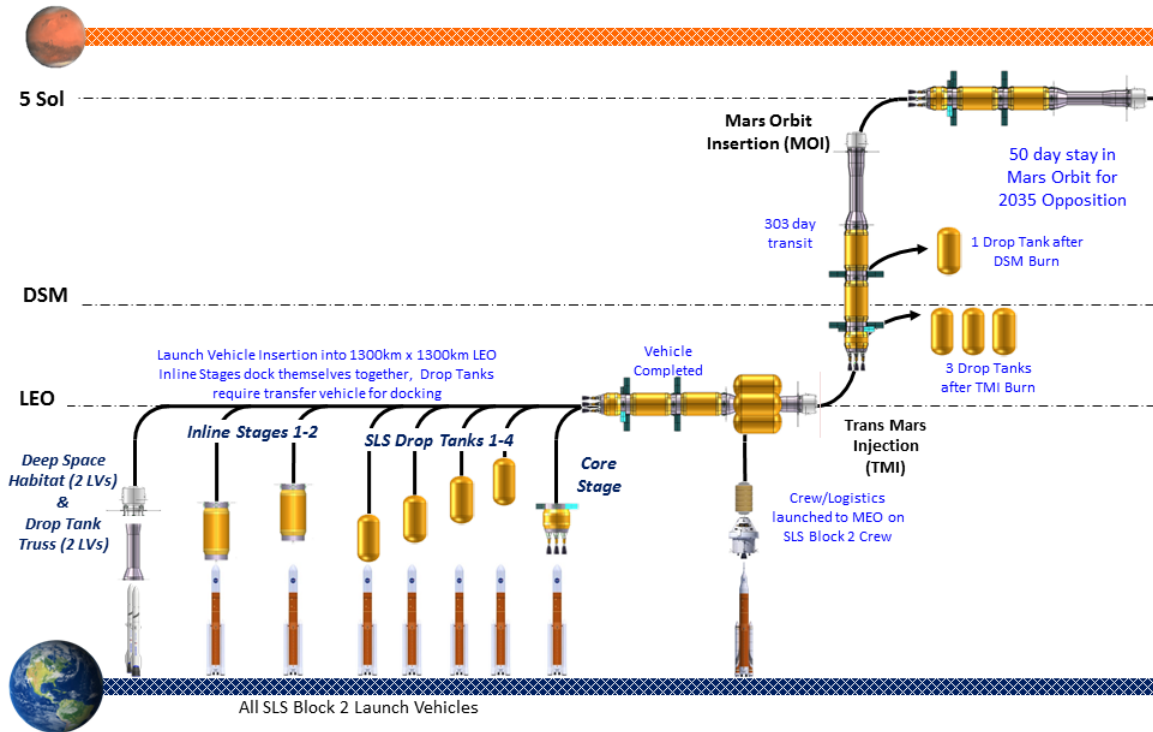 5 Sol
Mars Orbit
Insertion (MOI)
50 day stay in
Mars Orbit for
2035 Opposition
303 day
transit
1 Drop Tank after
DSM Burn
DSM
3 Drop Tanks
after TMI Burn
Launch Vehicle Insertion into 1300km x 1300km LEO
Inline Stages dock themselves together, Drop Tanks
require transfer vehicle for docking
Vehicle
Completed
LEO
Inline Stages 1-2
SLS Drop Tanks 1-4
Core
Stage
Trans Mars
Injection
(TMI)
Deep Space
Habitat (2 LVs)
&
Drop Tank
Truss (2 LVs)
Crew/Logistics
launched to MEO on
SLS Block 2 Crew
All SLS Block 2 Launch Vehicles